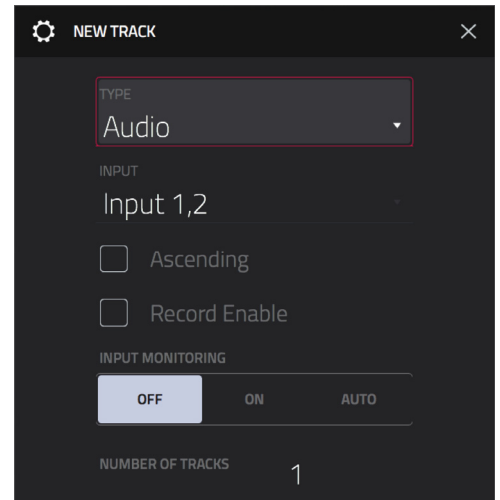 NEW TRACK
TYPE
Audio
INPUT
Input 1,2
Ascending
Record Enable
INPUT MONITORING
OFF ON AUTO
NUMBER OF TRACKS 1